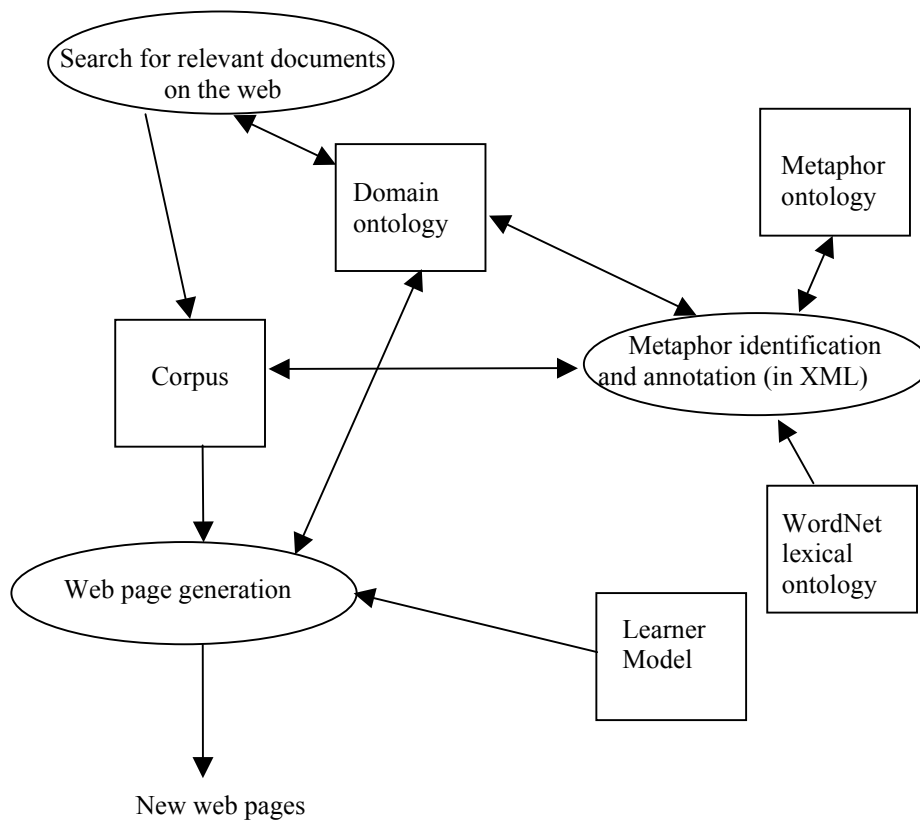 Search for relevant documents
on the web
Metaphor
ontology
Domain
ontology
Metaphor identification
and annotation (in XML)
Corpus
WordNet
lexical
ontology
Web page generation
Learner
Model
New web pages